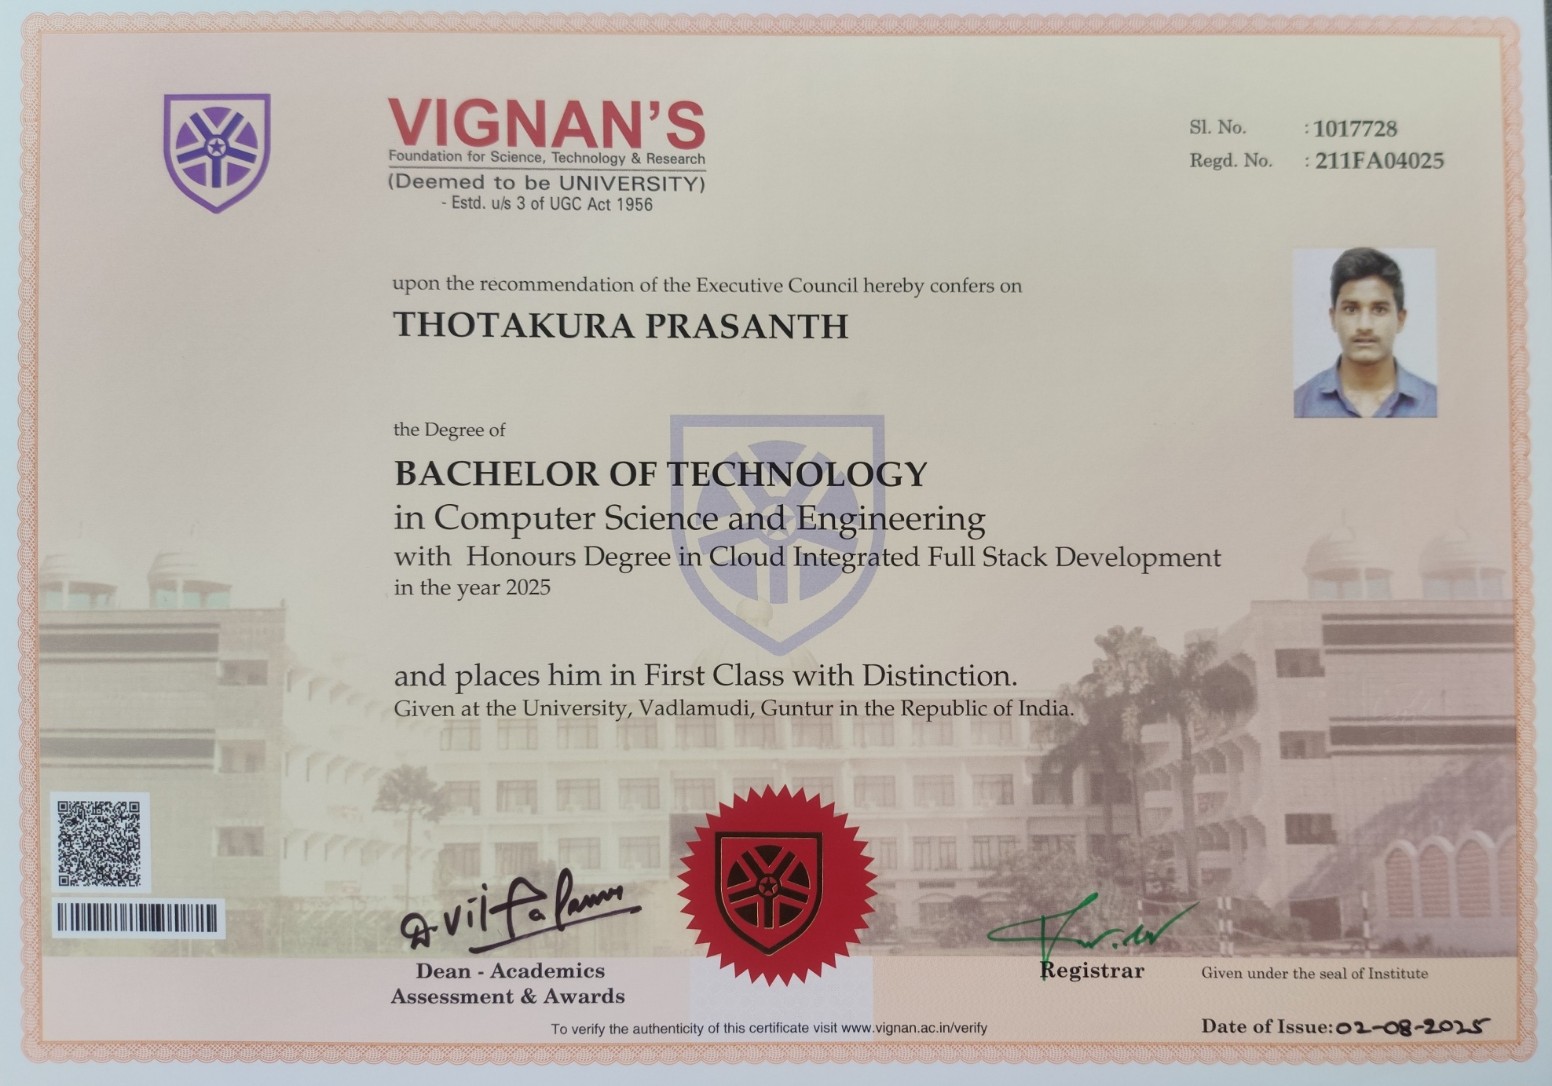 VIGNAN'S
Foundation for Science, Technology & Research
(Deemed to be UNIVERSITY)
- Estd. u/s 3 of UGC Act 1956
Sl. No. : 1017728
Regd. No. : 211FA04025
upon the recommendation of the Executive Council hereby confers on
THOTAKURA PRASANTH
the Degree of
BACHELOR OF TECHNOLOGY
in Computer Science and Engineering
with Honours Degree in Cloud Integrated Full Stack Development
in the year 2025
and places him in First Class with Distinction.
Given at the University, Vadlamudi, Guntur in the Republic of India.
Dean - Academics
Assessment & Awards
Registrar
Given under the seal of Institute
To verify the authenticity of this certificate visit www.vignan.ac.in/verify
Date of Issue: 02-08-2025